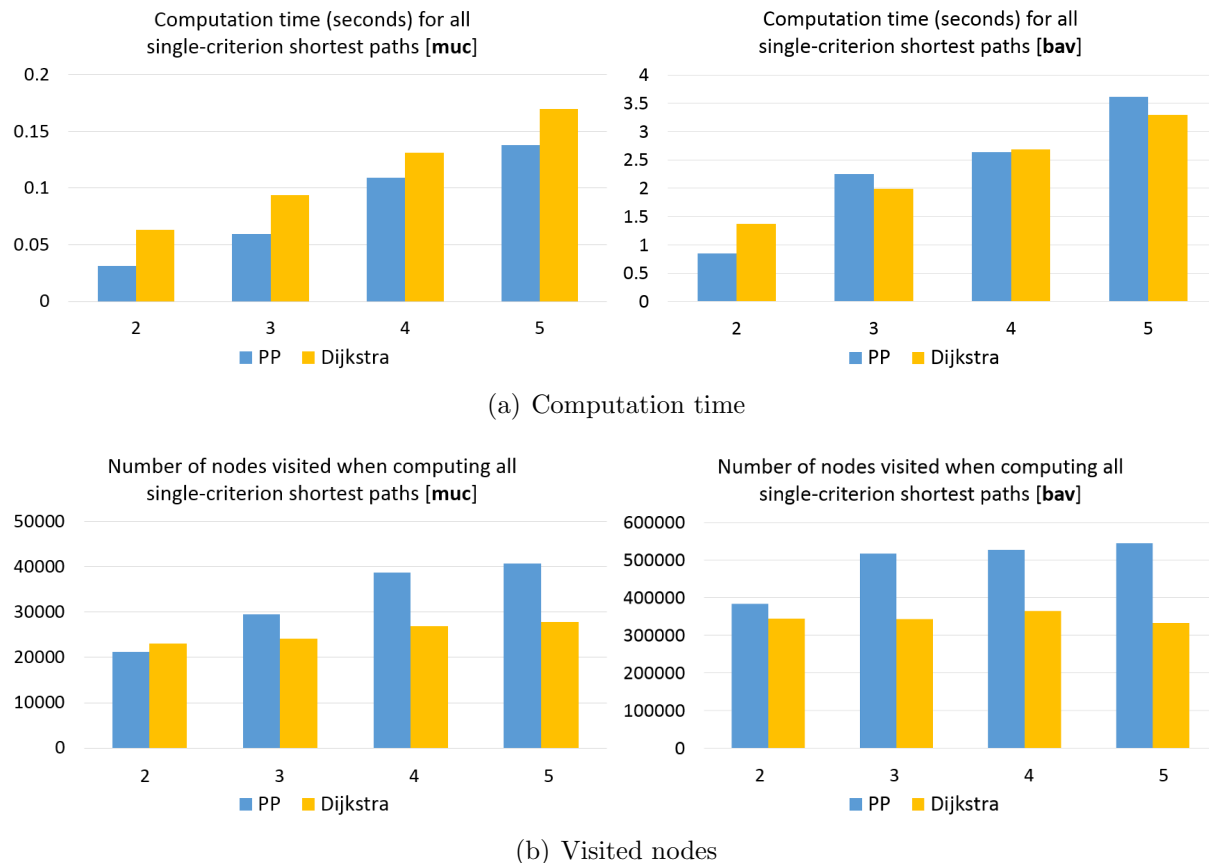 Computation time (seconds) for all
single-criterion shortest paths [muc]
0.2
0.15
0.1
0.05
0
2 3 4 5
PP Dijkstra
Computation time (seconds) for all
single-criterion shortest paths [bav]
4
3.5
3
2.5
2
1.5
1
0.5
0
2 3 4 5
PP Dijkstra
(a) Computation time
Number of nodes visited when computing all
single-criterion shortest paths [muc]
50000
40000
30000
20000
10000
0
2 3 4 5
PP Dijkstra
Number of nodes visited when computing all
single-criterion shortest paths [bav]
600000
500000
400000
300000
200000
100000
0
2 3 4 5
PP Dijkstra
(b) Visited nodes